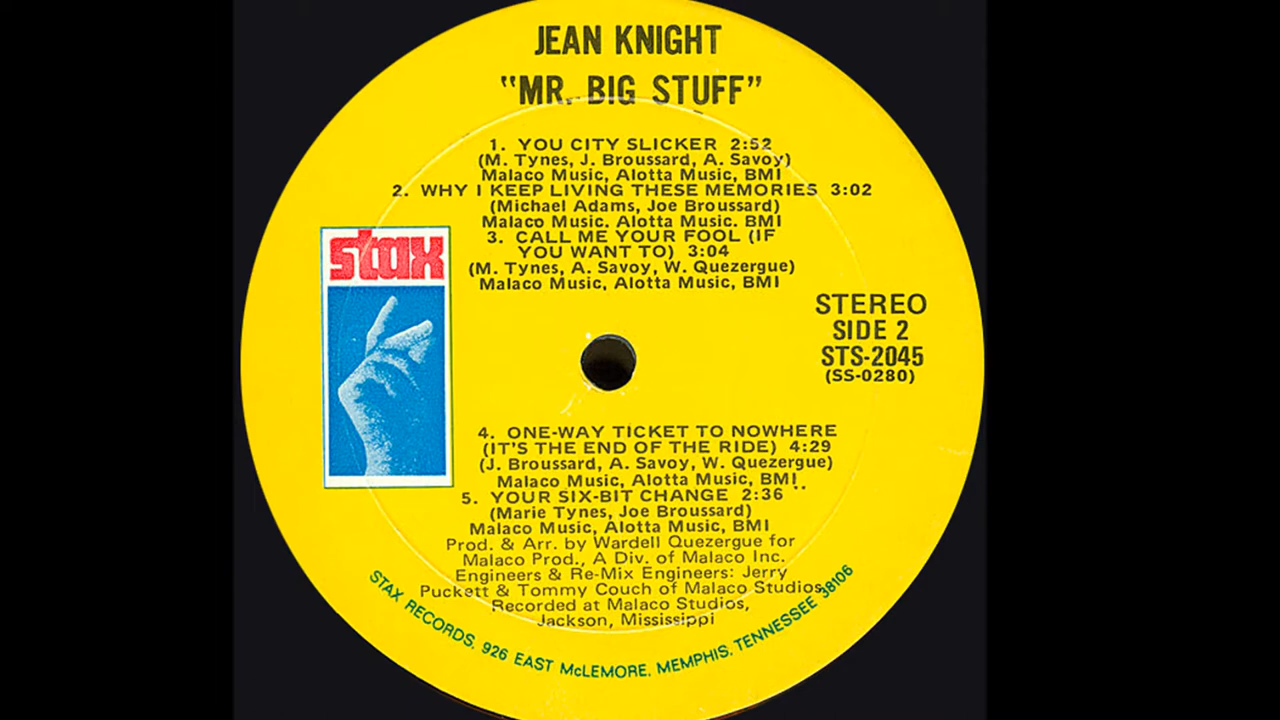 JEAN KNIGHT
"MR. BIG STUFF"
1. YOU CITY SLICKER 2:52
(M. Tynes, J. Broussard, A. Savoy)
Malaco Music, Alotta Music, BMI
2. WHY I KEEP LIVING THESE MEMORIES 3:02
(Michael Adams, Joe Broussard)
Malaco Music. Alotta Music. BMI
3. CALL ME YOUR FOOL (IF
YOU WANT TO) 3:04
(M. Tynes, A. Savoy, W. Quezergue)
Malaco Music, Alotta Music, BMI
stax
STEREO
SIDE 2
STS-2045
(SS-0280)
4. ONE-WAY TICKET TO NOWHERE
(IT'S THE END OF THE RIDE) 4:29
(J. Broussard, A. Savoy, W. Quezergue)
Malaco Music, Alotta Music, BMI
5. YOUR SIX-BIT CHANGE 2:36
(Marie Tynes, Joe Broussard)
Malaco Music, Alotta Music, BMI
Prod. & Arr. by Wardell Quezergue for
Malaco Prod., A Div. of Malaco Inc.
Engineers & Re-Mix Engineers: Jerry
Puckett & Tommy Couch of Malaco Studios,
Recorded at Malaco Studios,
Jackson, Mississippi
STAX RECORDS, 926 EAST McLEMORE, MEMPHIS, TENNESSEE 38106